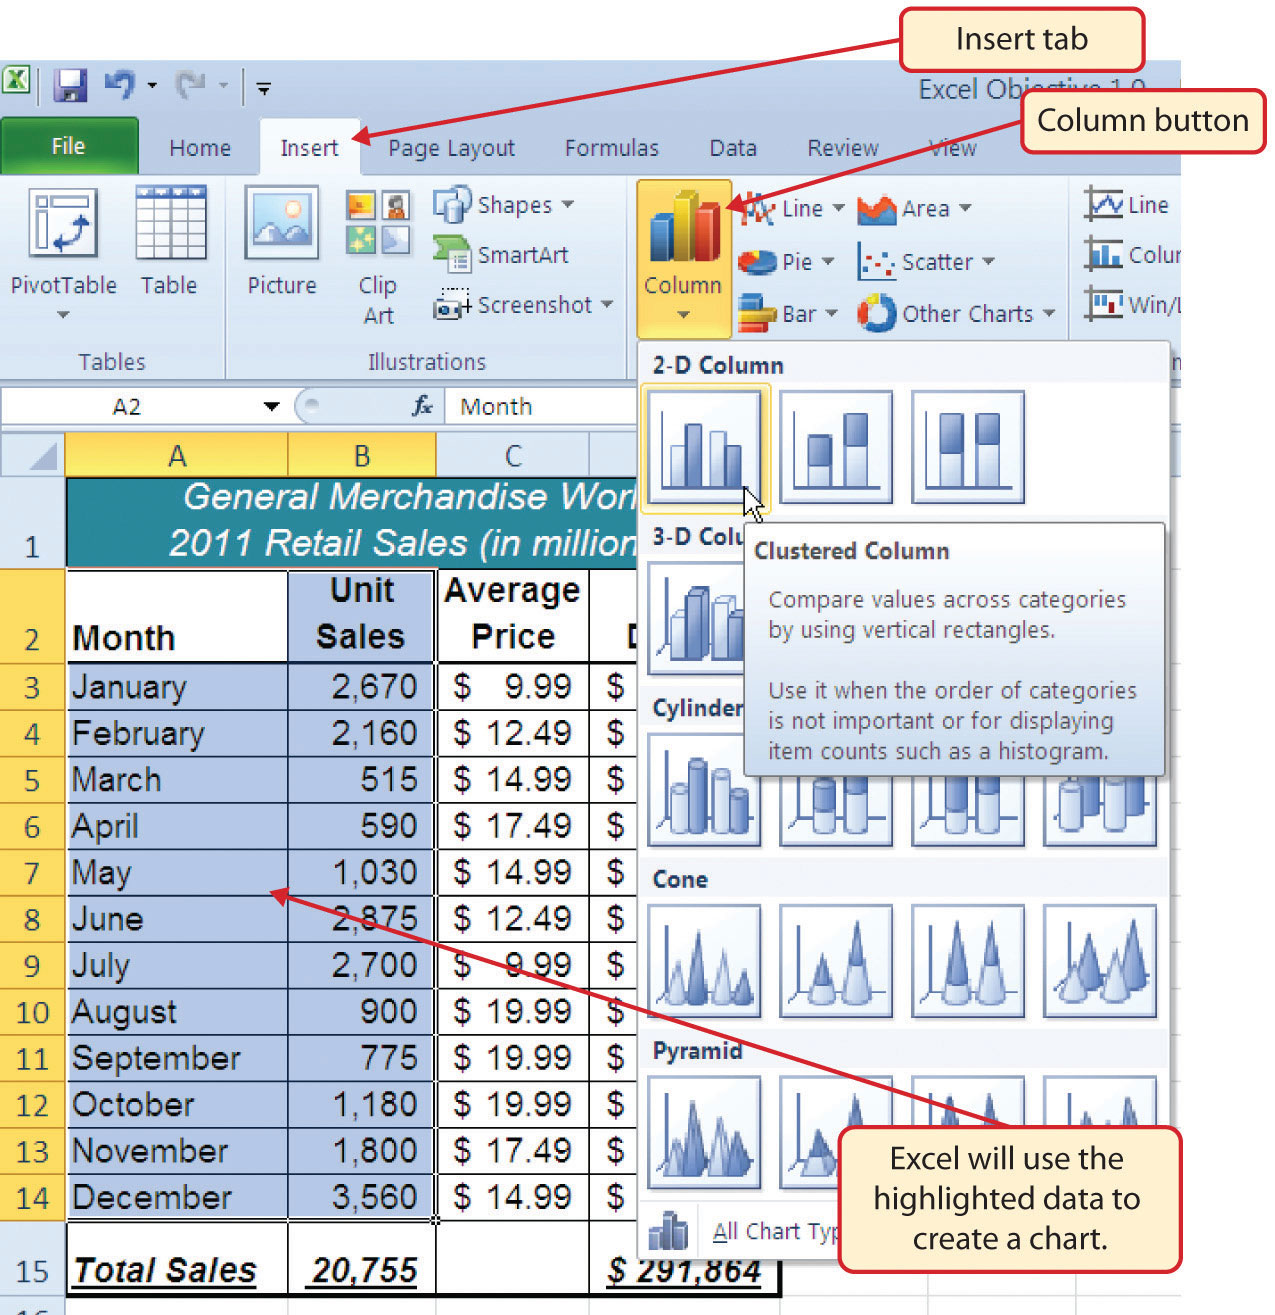 Insert tab
Excel Objective 1.0
Column button
File Home Insert Page Layout Formulas Data Review View
PivotTable
Table
Picture
Clip
Art
Shapes
SmartArt
Screenshot
Column
Line
Pie
Bar
Area
Scatter
Other Charts
Line
Colu
Win/L
Tables
Illustrations
A2
fx
Month
2-D Column
A B C
General Merchandise Worl
1
2011 Retail Sales (in million
3-D Colu
Clustered Column
Compare values across categories
by using vertical rectangles.
Use it when the order of categories
is not important or for displaying
item counts such as a histogram.
Cylinder
Cone
Pyramid
All Chart Typ
Unit Average
2 Month Sales Price D
3 January 2,670 $ 9.99 $
4 February 2,160 $ 12.49 $
5 March 515 $ 14.99 $
6 April 590 $ 17.49 $
7 May 1,030 $ 14.99 $
8 June 2,875 $ 12.49 $
9 July 2,700 $ 9.99 $
10 August 900 $ 19.99 $
11 September 775 $ 19.99 $
12 October 1,180 $ 19.99 $
13 November 1,800 $ 17.49 $
14 December 3,560 $ 14.99 $
15 Total Sales 20,755 $ 291,864
Excel will use the
highlighted data to
create a chart.